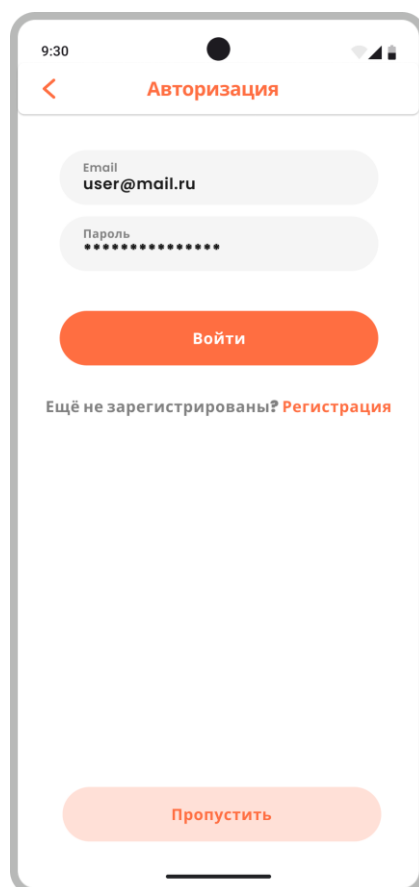 9:30
Авторизация
Email
user@mail.ru
Пароль
***************
Войти
Ещё не зарегистрированы? Регистрация
Пропустить